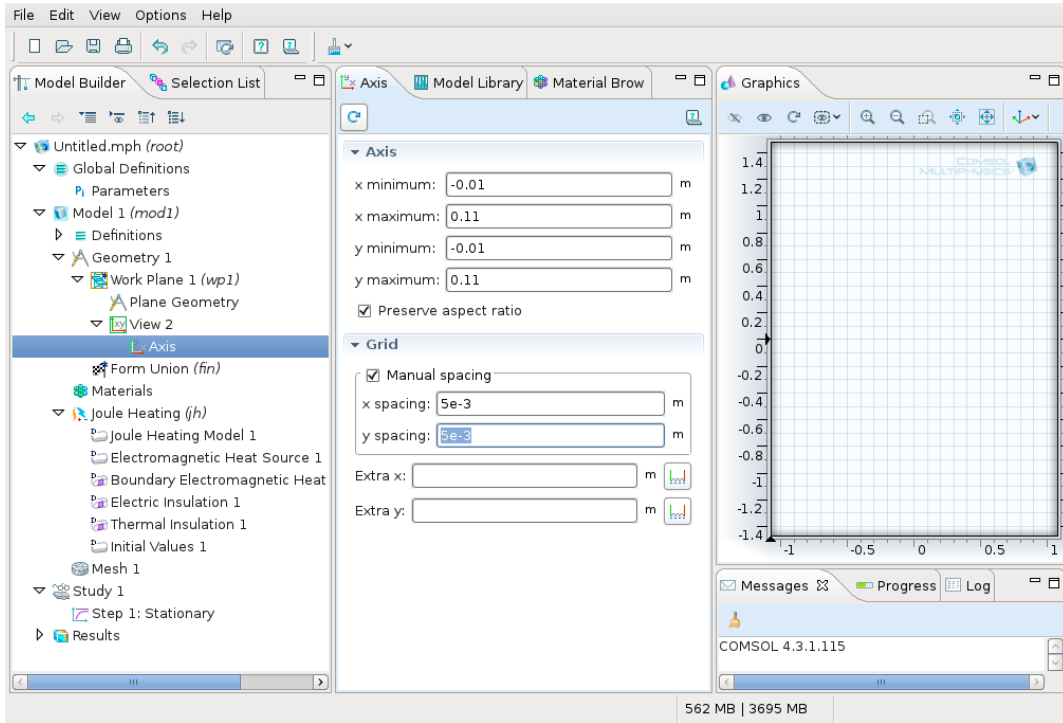 File Edit View Options Help
Model Builder Selection List
Untitled.mph (root)
Global Definitions
Pi Parameters
Model 1 (mod1)
Definitions
Geometry 1
Work Plane 1 (wp1)
Plane Geometry
View 2
Axis
Form Union (fin)
Materials
Joule Heating (jh)
Joule Heating Model 1
Electromagnetic Heat Source 1
Boundary Electromagnetic Heat
Electric Insulation 1
Thermal Insulation 1
Initial Values 1
Mesh 1
Study 1
Step 1: Stationary
Results
Axis Model Library Material Brow
Axis
x minimum: -0.01 m
x maximum: 0.11 m
y minimum: -0.01 m
y maximum: 0.11 m
Preserve aspect ratio
Grid
Manual spacing
x spacing: 5e-3 m
y spacing: 5e-3 m
Extra x: m
Extra y: m
Graphics
COMSOL
MULTIPHYSICS
1.4
1.2
1
0.8
0.6
0.4
0.2
0
-0.2
-0.4
-0.6
-0.8
-1
-1.2
-1.4
-1 -0.5 0 0.5 1
Messages Progress Log
COMSOL 4.3.1.115
562 MB | 3695 MB